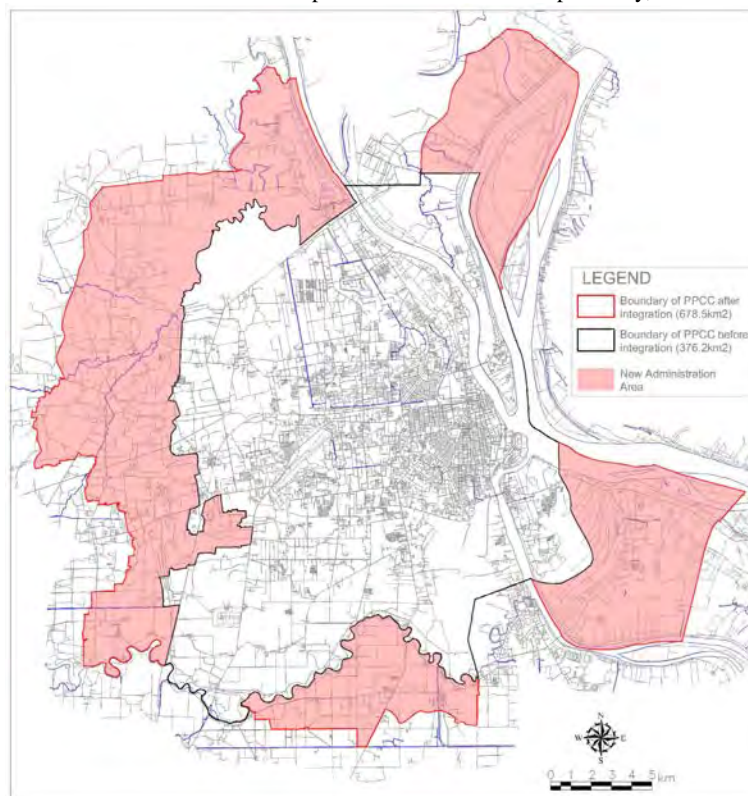 LEGEND
Boundary of PPCC after
integration (678.5km2)
Boundary of PPCC before
integration (376.2km2)
New Administration
Area
N
W E
S
0 1 2 3 4 5 km